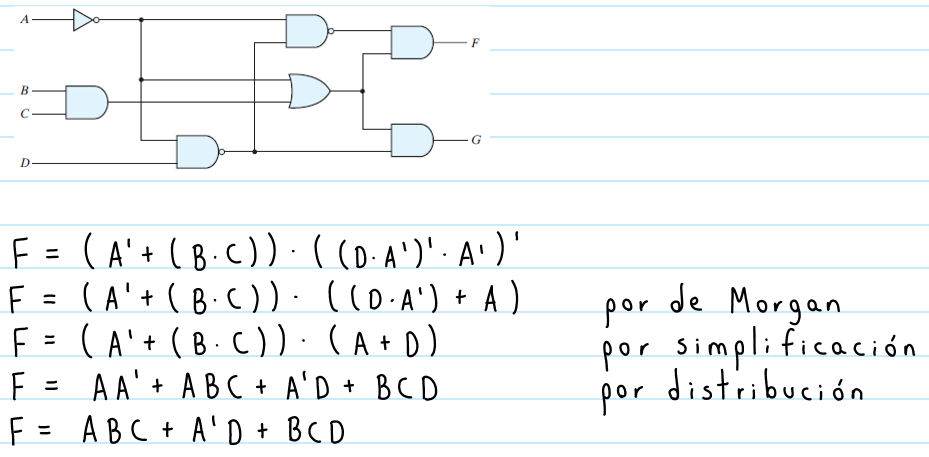 A
F
B
C
G
D
F = (A' + (B·C)) · ((D·A')'·A')'
F = (A' + (B·C)) · ((D·A') + A) por de Morgan
F = (A' + (B·C)) · (A + D) por simplificación
F = AA' + ABC + A'D + BCD por distribución
F = ABC + A'D + BCD